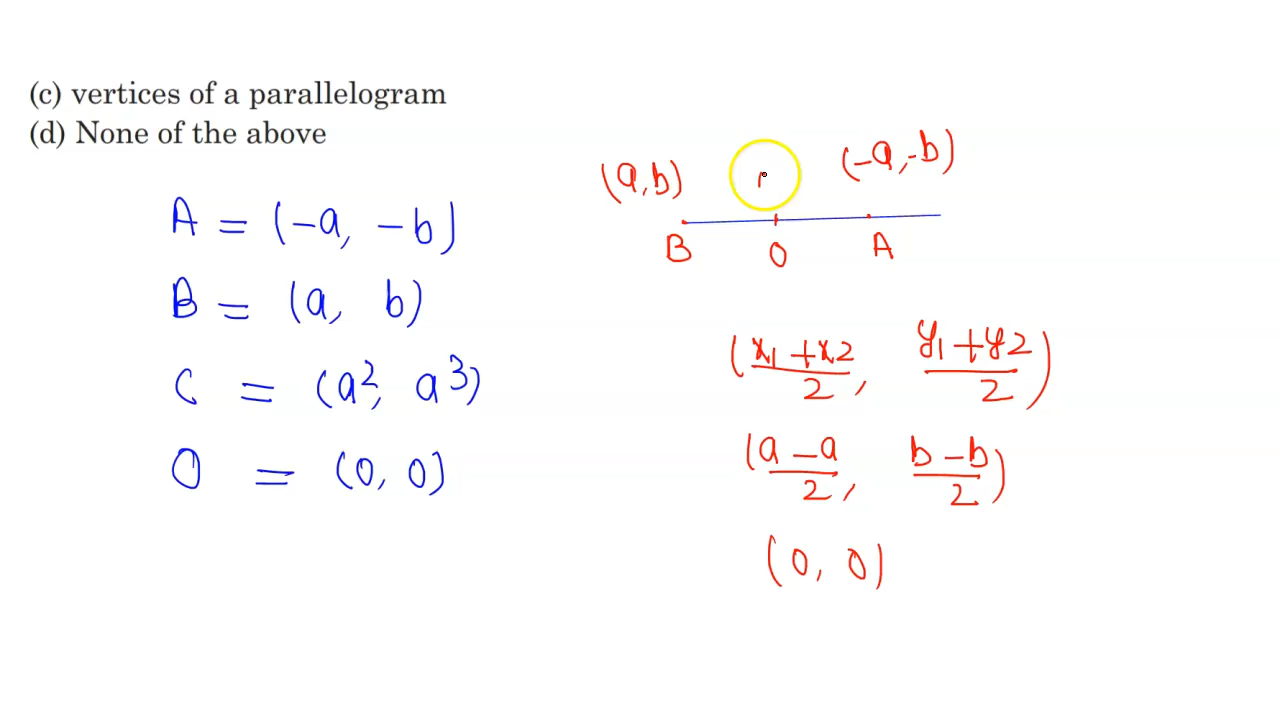 (c) vertices of a parallelogram
(d) None of the above
A = (-a, -b)
B = (a, b)
C = (a², a³)
O = (0, 0)
(a,b) (-a,-b)
B O A
(x₁+x2/2, y₁+y2/2)
(a-a/2, b-b/2)
(0, 0)